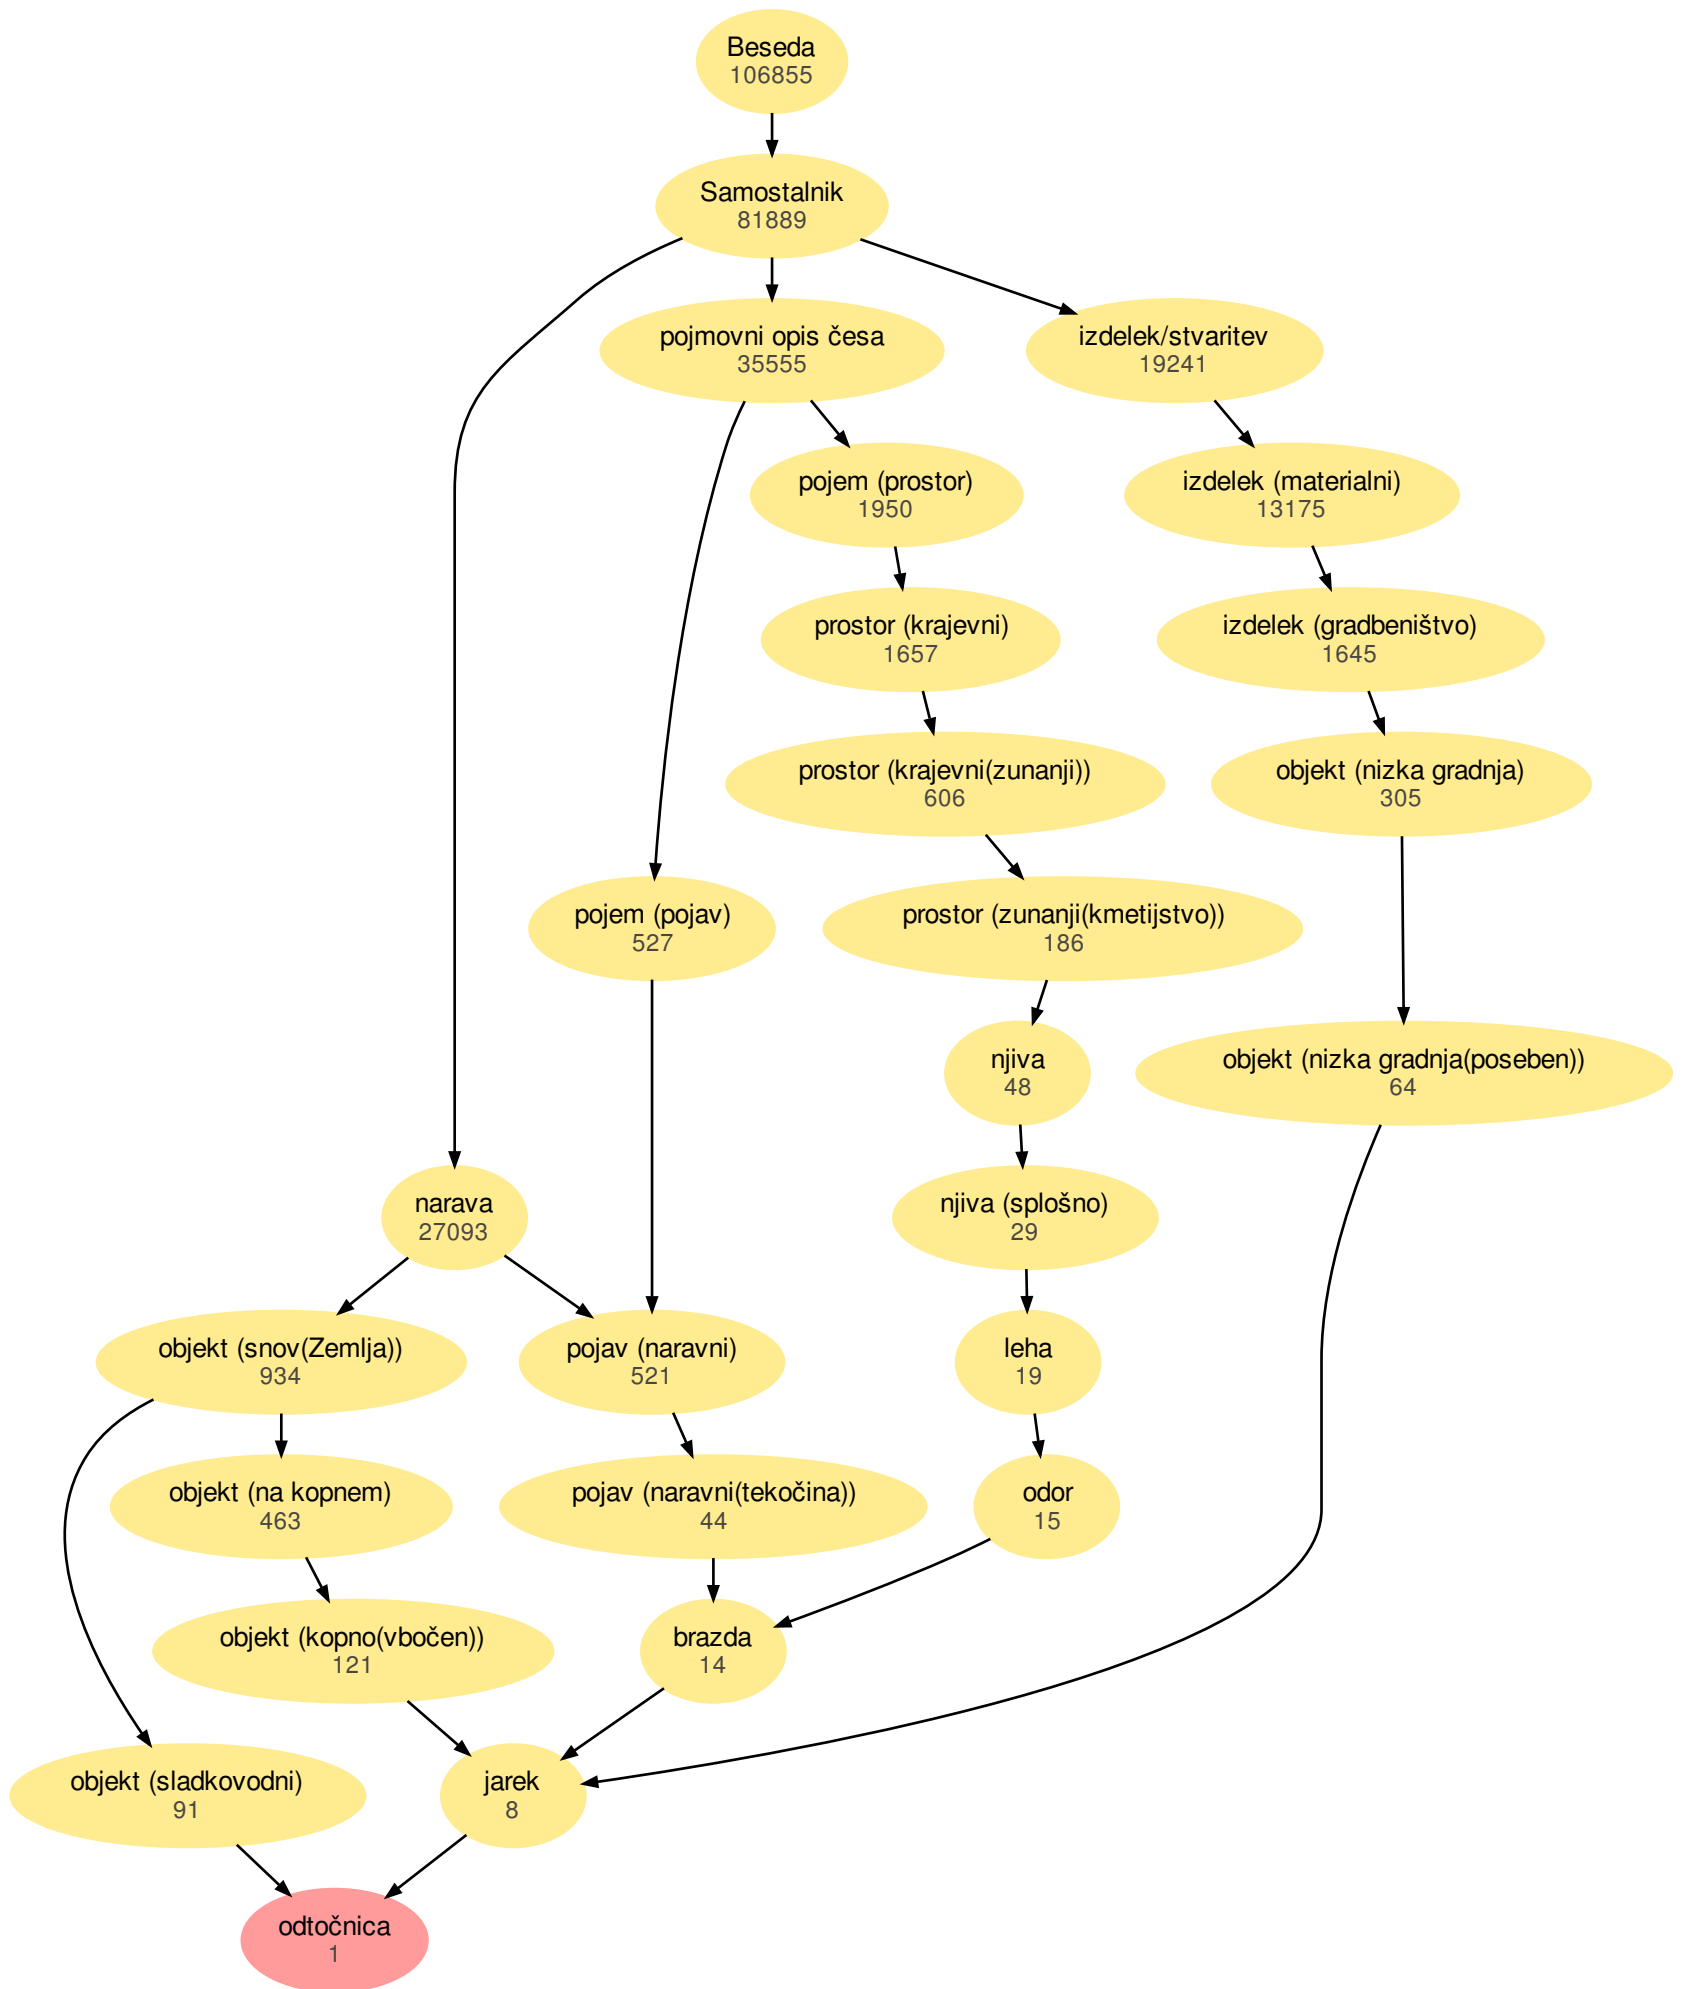 Beseda
106855
Samostalnik
81889
pojmovni opis česa
35555
izdelek/stvaritev
19241
pojem (prostor)
1950
izdelek (materialni)
13175
prostor (krajevni)
1657
izdelek (gradbeništvo)
1645
prostor (krajevni(zunanji))
606
objekt (nizka gradnja)
305
pojem (pojav)
527
prostor (zunanji(kmetijstvo))
186
njiva
48
objekt (nizka gradnja(poseben))
64
narava
27093
njiva (splošno)
29
objekt (snov(Zemlja))
934
pojav (naravni)
521
leha
19
objekt (na kopnem)
463
pojav (naravni(tekočina))
44
odor
15
objekt (kopno(vbočen))
121
brazda
14
objekt (sladkovodni)
91
jarek
8
odtočnica
1